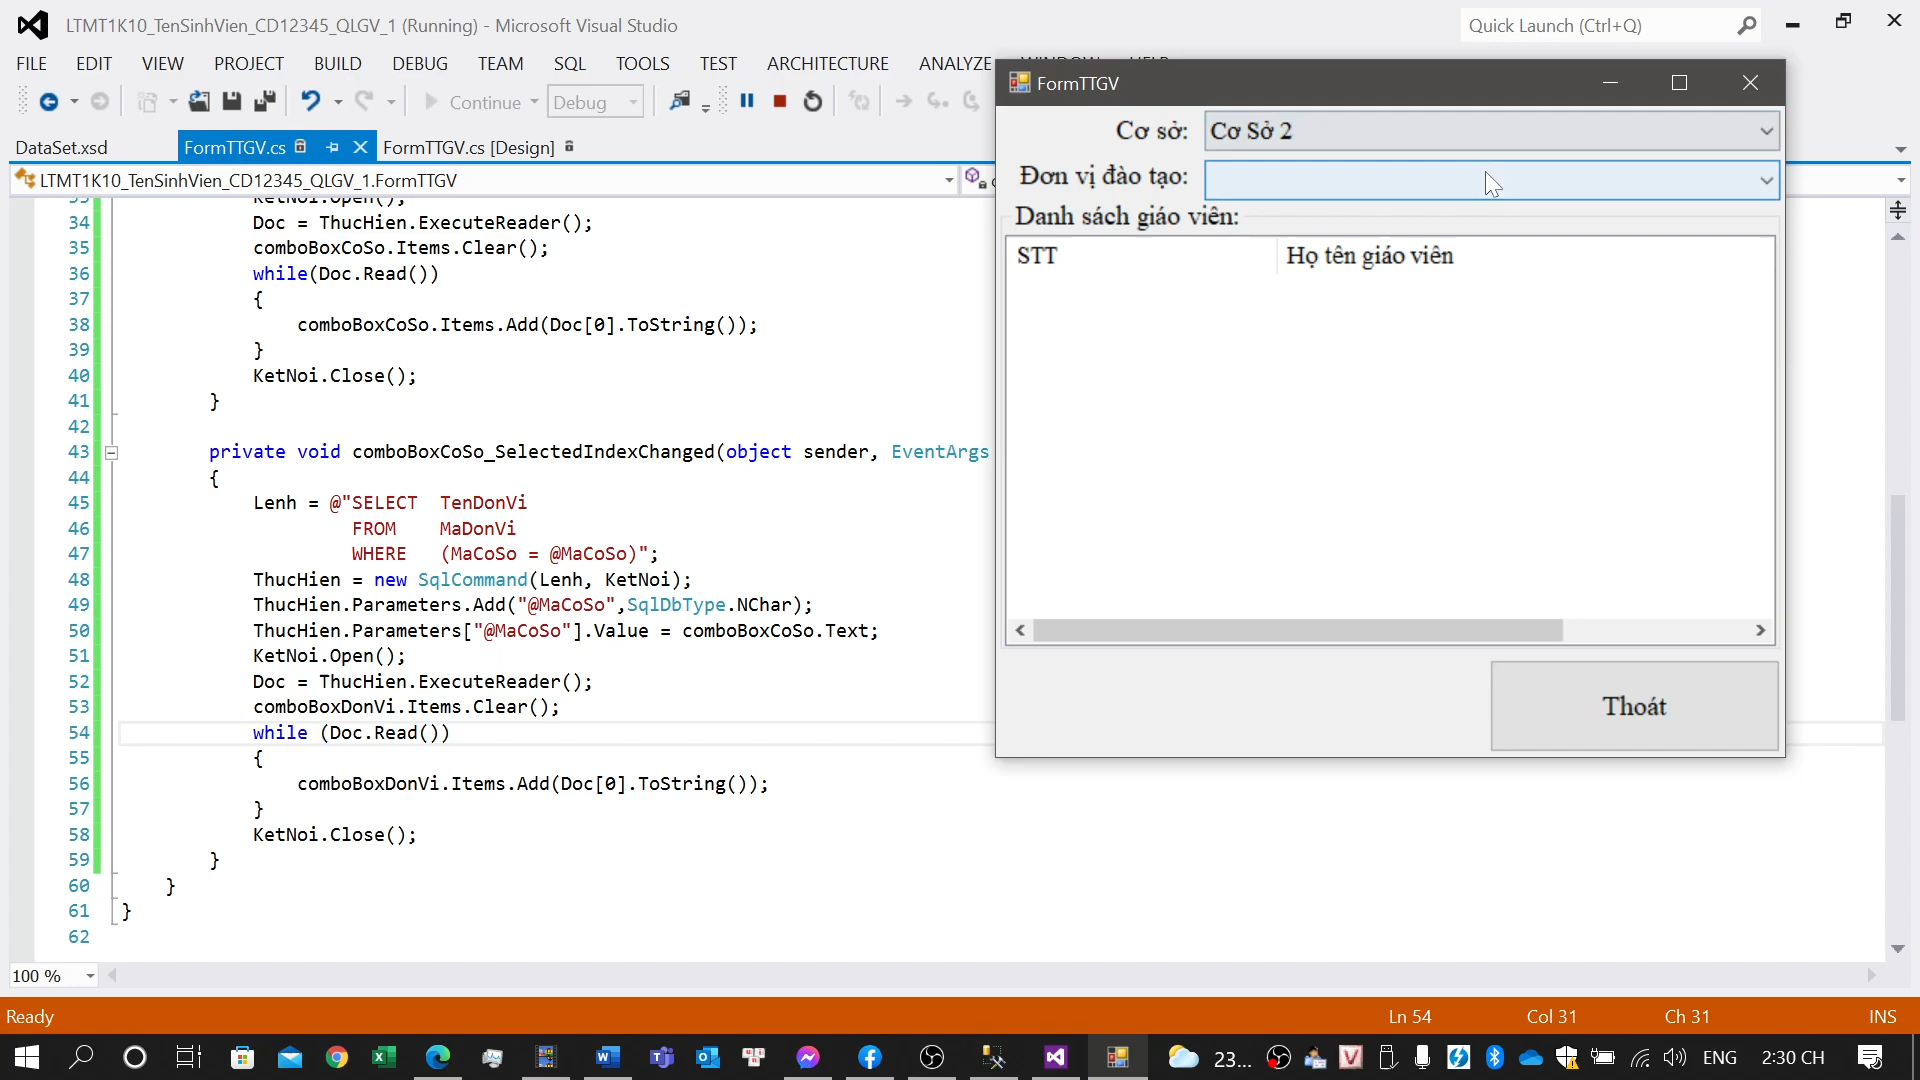 LTMT1K10_TenSinhVien_CD12345_QLGV_1 (Running) - Microsoft Visual Studio
Quick Launch (Ctrl+Q)
FILE EDIT VIEW PROJECT BUILD DEBUG TEAM SQL TOOLS TEST ARCHITECTURE ANALYZE
Continue Debug
DataSet.xsd FormTTGV.cs FormTTGV.cs [Design]
LTMT1K10_TenSinhVien_CD12345_QLGV_1.FormTTGV
33 KetNoi.Open();
34 Doc = ThucHien.ExecuteReader();
35 comboBoxCoSo.Items.Clear();
36 while(Doc.Read())
37 {
38 comboBoxCoSo.Items.Add(Doc[0].ToString());
39 }
40 KetNoi.Close();
41 }
42
43 private void comboBoxCoSo_SelectedIndexChanged(object sender, EventArgs
44 {
45 Lenh = @"SELECT TenDonVi
46 FROM MaDonVi
47 WHERE (MaCoSo = @MaCoSo)";
48 ThucHien = new SqlCommand(Lenh, KetNoi);
49 ThucHien.Parameters.Add("@MaCoSo",SqlDbType.NChar);
50 ThucHien.Parameters["@MaCoSo"].Value = comboBoxCoSo.Text;
51 KetNoi.Open();
52 Doc = ThucHien.ExecuteReader();
53 comboBoxDonVi.Items.Clear();
54 while (Doc.Read())
55 {
56 comboBoxDonVi.Items.Add(Doc[0].ToString());
57 }
58 KetNoi.Close();
59 }
60 }
61 }
62
100 %
FormTTGV
Cơ sở: Cơ Sở 2
Đơn vị đào tạo:
Danh sách giáo viên:
STT Họ tên giáo viên
Thoát
Ready Ln 54 Col 31 Ch 31 INS
23... ENG 2:30 CH